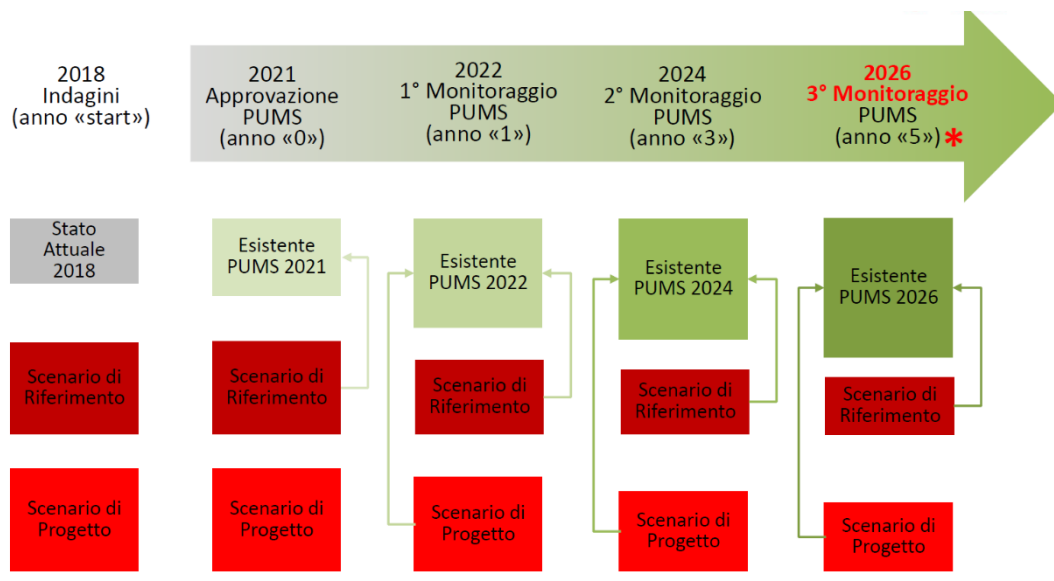 2018
Indagini
(anno «start»)
2021
Approvazione
PUMS
(anno «0»)
2022
1° Monitoraggio
PUMS
(anno «1»)
2024
2° Monitoraggio
PUMS
(anno «3»)
2026
3° Monitoraggio
PUMS
(anno «5») *
Stato
Attuale
2018
Esistente
PUMS 2021
Esistente
PUMS 2022
Esistente
PUMS 2024
Esistente
PUMS 2026
Scenario di
Riferimento
Scenario di
Riferimento
Scenario di
Riferimento
Scenario di
Riferimento
Scenario di
Riferimento
Scenario di
Progetto
Scenario di
Progetto
Scenario di
Progetto
Scenario di
Progetto
Scenario di
Progetto